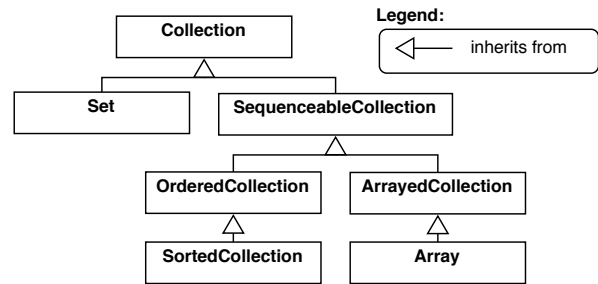 Collection
Legend:
inherits from
Set
SequenceableCollection
OrderedCollection
ArrayedCollection
SortedCollection
Array